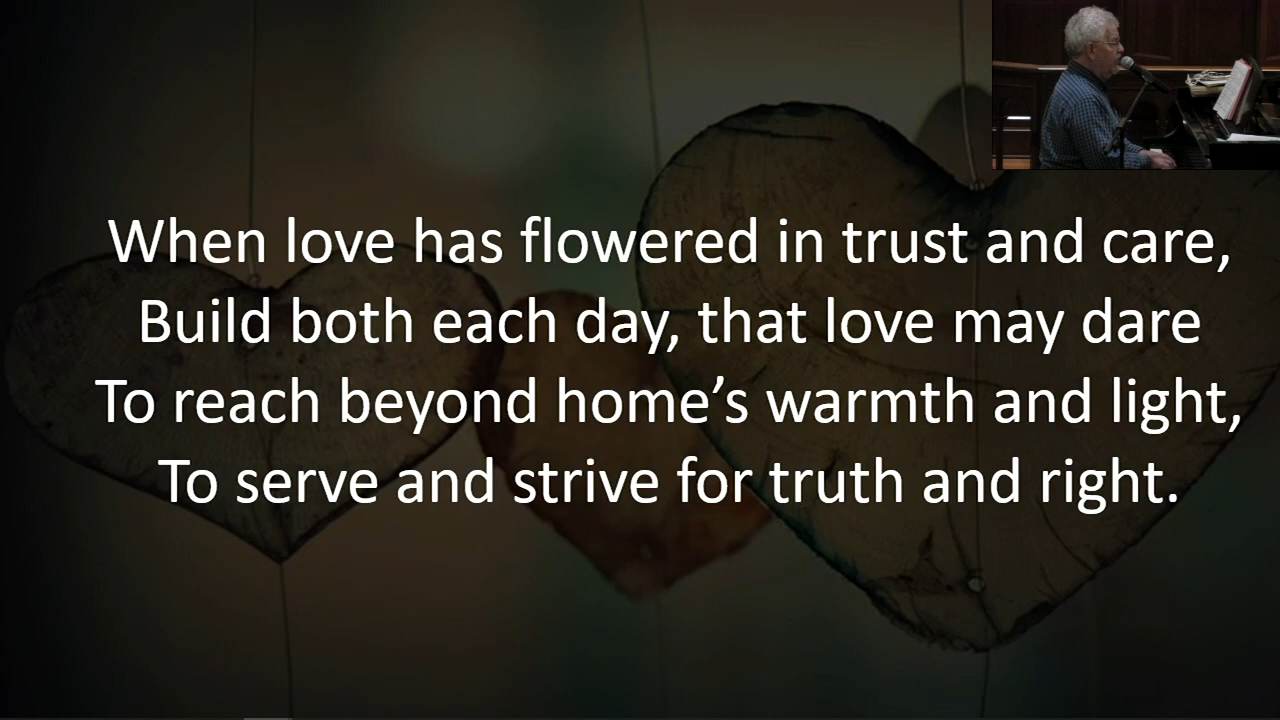 When love has flowered in trust and care,
Build both each day, that love may dare
To reach beyond home’s warmth and light,
To serve and strive for truth and right.